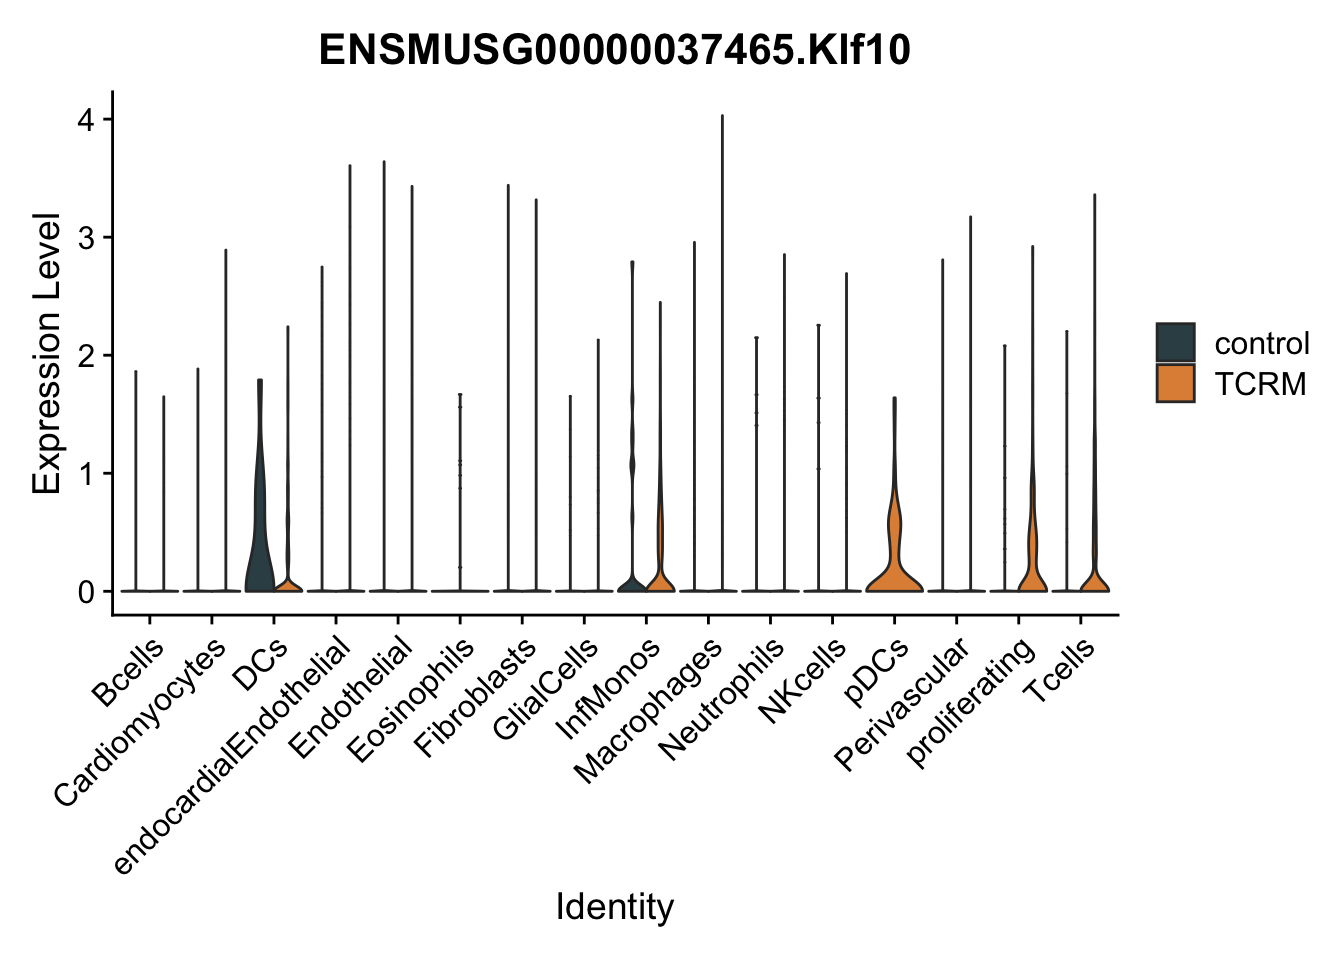 ENSMUSG00000037465.Klf10
Expression Level
4
3
2
1
0
Bcells
Cardiomyocytes
DCs
endocardialEndothelial
Endothelial
Eosinophils
Fibroblasts
GlialCells
InfMonos
Macrophages
Neutrophils
NKcells
pDCs
Perivascular
proliferating
Tcells
Identity
control
TCRM